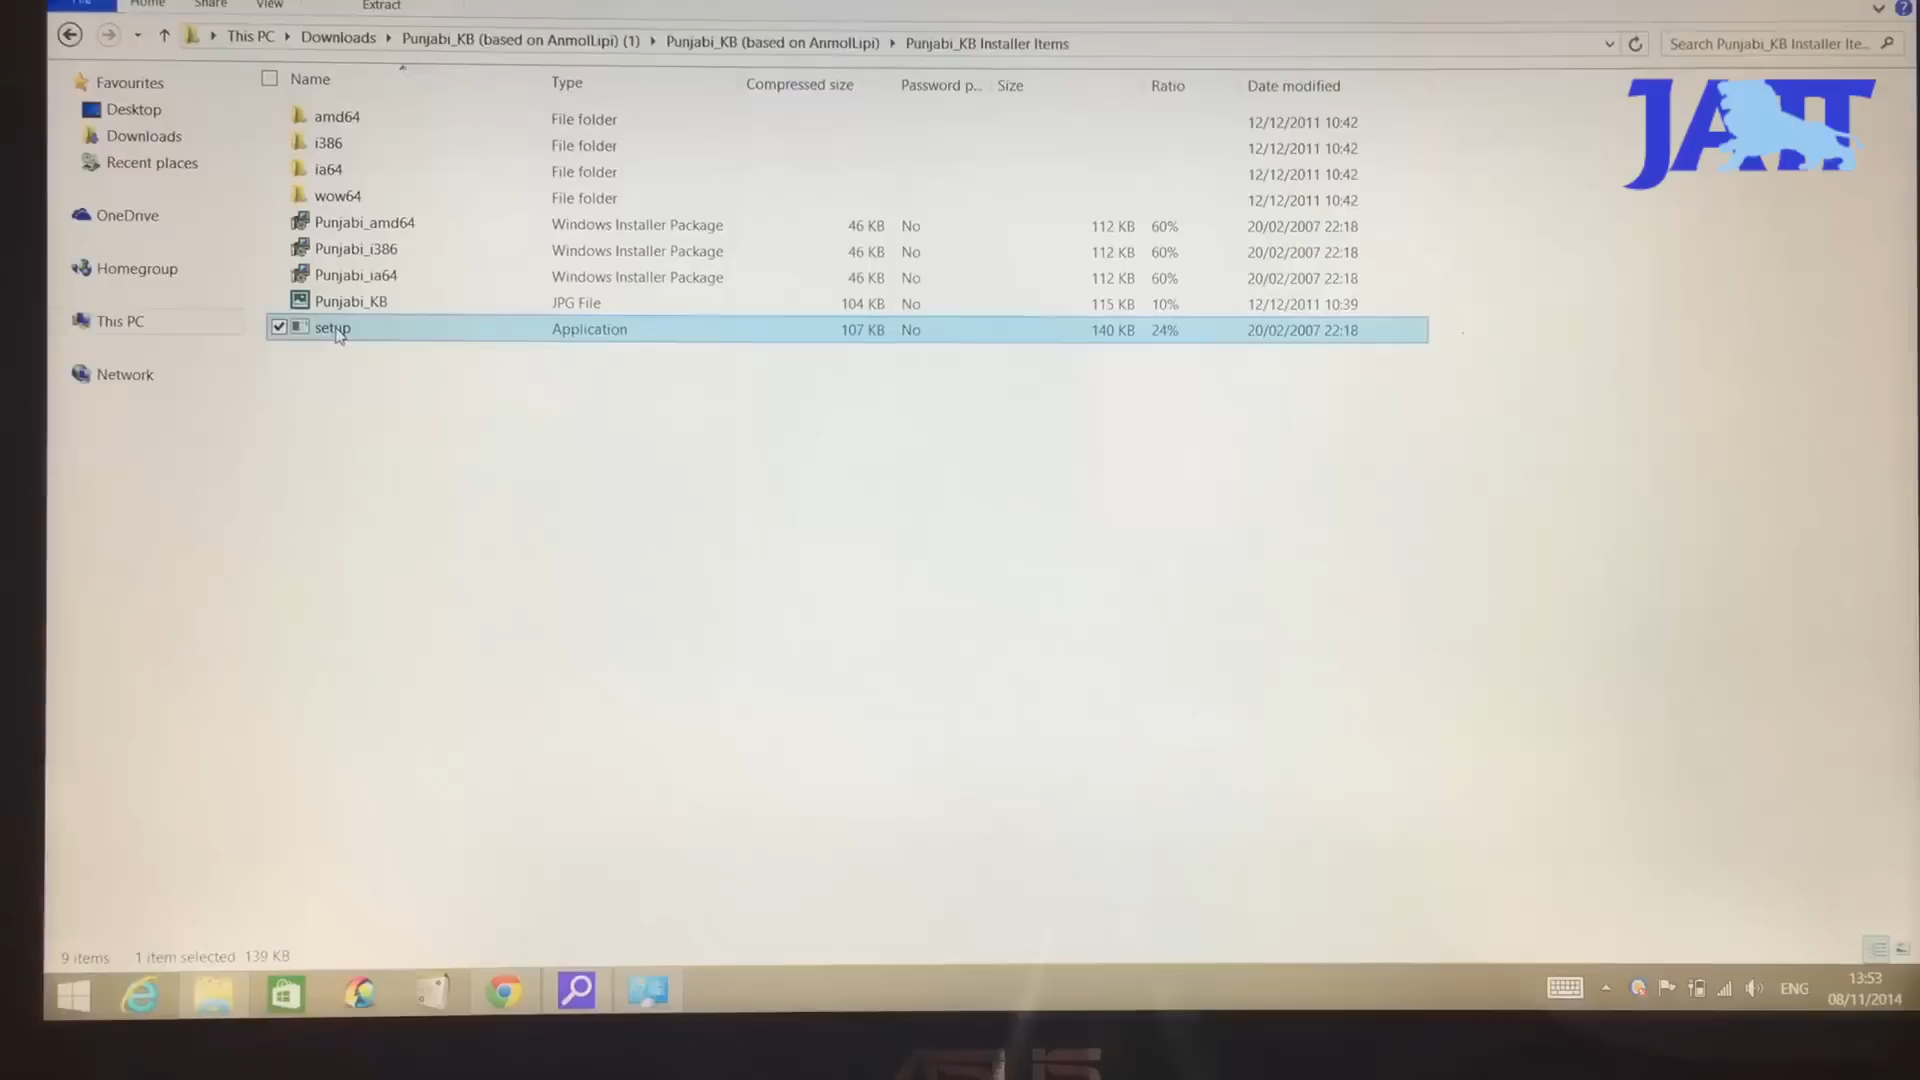 Home Share View Extract
This PC Downloads Punjabi_KB (based on AnmolLipi) (1) Punjabi_KB (based on AnmolLipi) Punjabi_KB Installer Items
Search Punjabi_KB Installer Ite...
JATT
Name Type Compressed size Password p... Size Ratio Date modified
Favourites
Desktop
Downloads
Recent places
OneDrive
Homegroup
This PC
Network
amd64 File folder 12/12/2011 10:42
i386 File folder 12/12/2011 10:42
ia64 File folder 12/12/2011 10:42
wow64 File folder 12/12/2011 10:42
Punjabi_amd64 Windows Installer Package 46 KB No 112 KB 60% 20/02/2007 22:18
Punjabi_i386 Windows Installer Package 46 KB No 112 KB 60% 20/02/2007 22:18
Punjabi_ia64 Windows Installer Package 46 KB No 112 KB 60% 20/02/2007 22:18
Punjabi_KB JPG File 104 KB No 115 KB 10% 12/12/2011 10:39
setup Application 107 KB No 140 KB 24% 20/02/2007 22:18
9 items 1 item selected 139 KB
ENG
13:53
08/11/2014